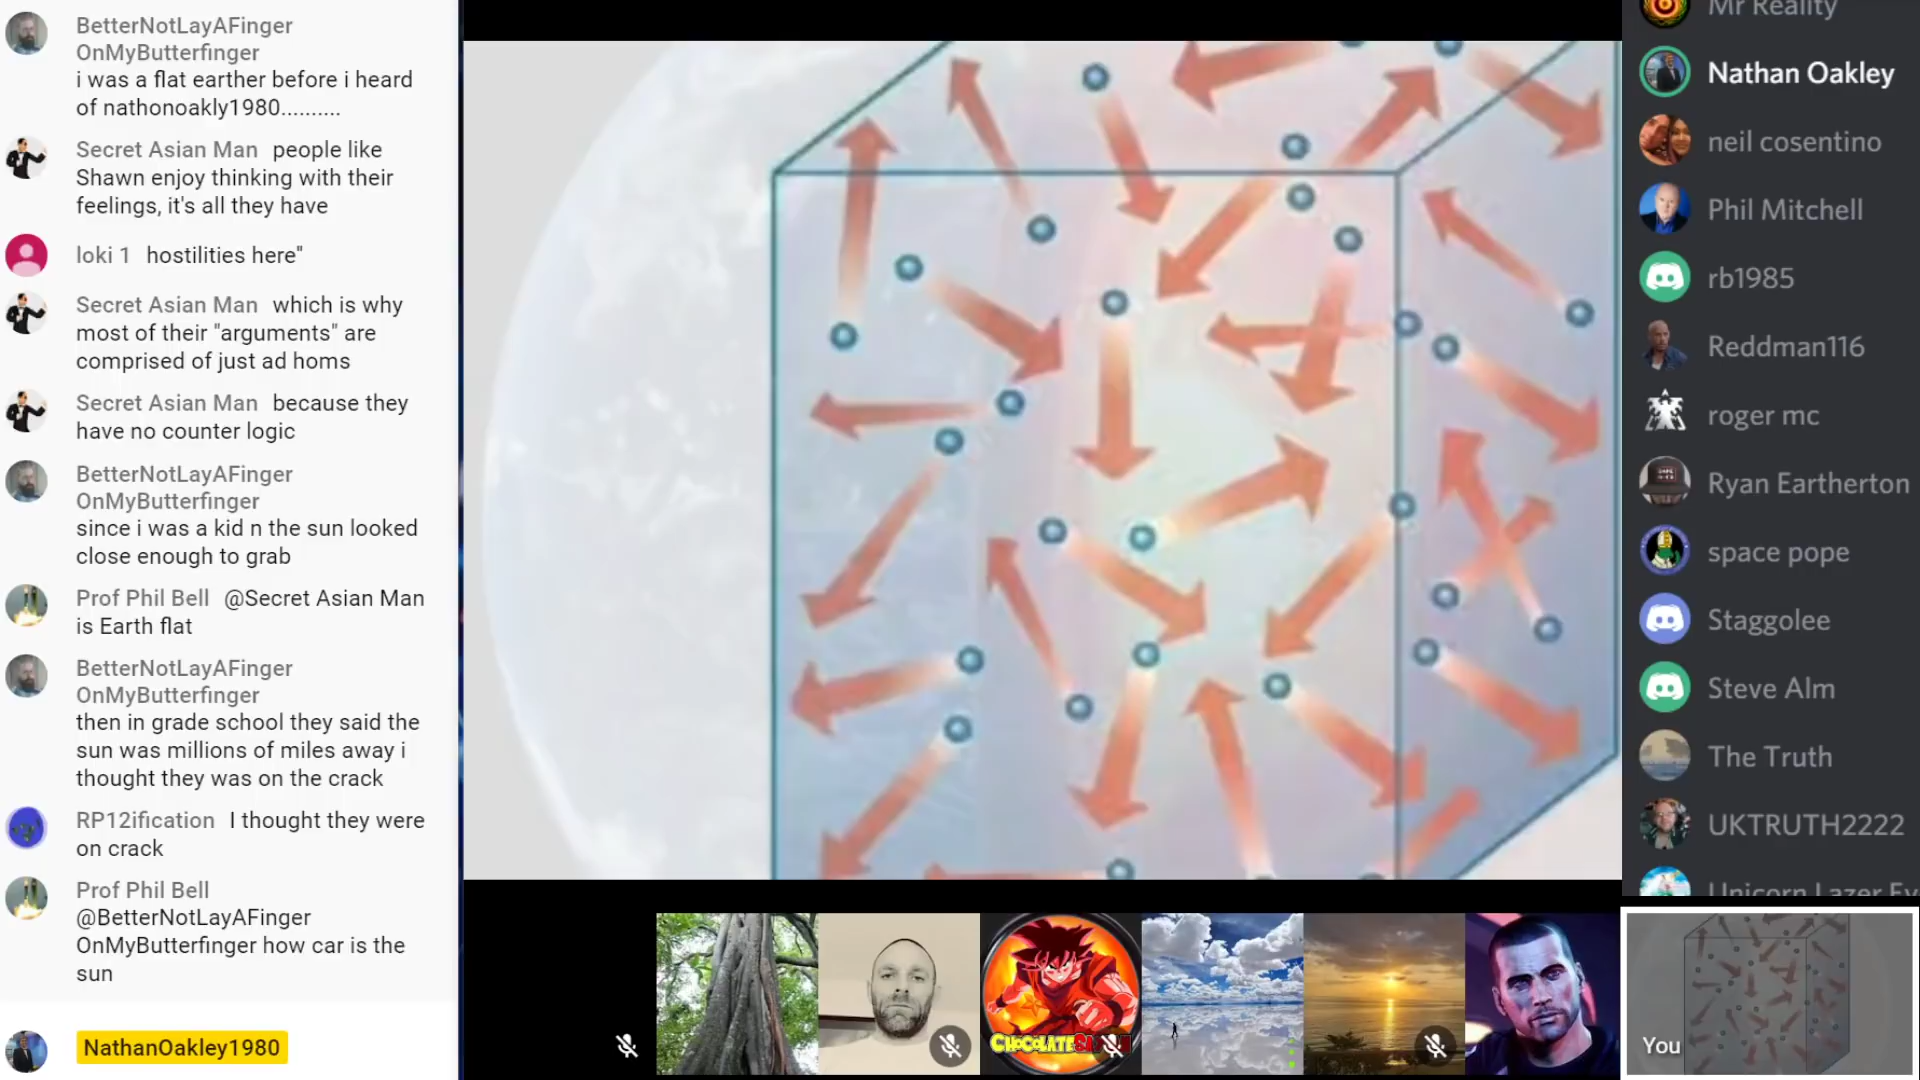 BetterNotLayAFinger
OnMyButterfinger
i was a flat earther before i heard
of nathonoakly1980..........
Secret Asian Man people like
Shawn enjoy thinking with their
feelings, it's all they have
loki 1 hostilities here"
Secret Asian Man which is why
most of their "arguments" are
comprised of just ad homs
Secret Asian Man because they
have no counter logic
BetterNotLayAFinger
OnMyButterfinger
since i was a kid n the sun looked
close enough to grab
Prof Phil Bell @Secret Asian Man
is Earth flat
BetterNotLayAFinger
OnMyButterfinger
then in grade school they said the
sun was millions of miles away i
thought they was on the crack
RP12ification I thought they were
on crack
Prof Phil Bell
@BetterNotLayAFinger
OnMyButterfinger how car is the
sun
NathanOakley1980
Mr Reality
Nathan Oakley
neil cosentino
Phil Mitchell
rb1985
Reddman116
roger mc
Ryan Eartherton
space pope
Staggolee
Steve Alm
The Truth
UKTRUTH2222
Unicorn Lazer Ey
You